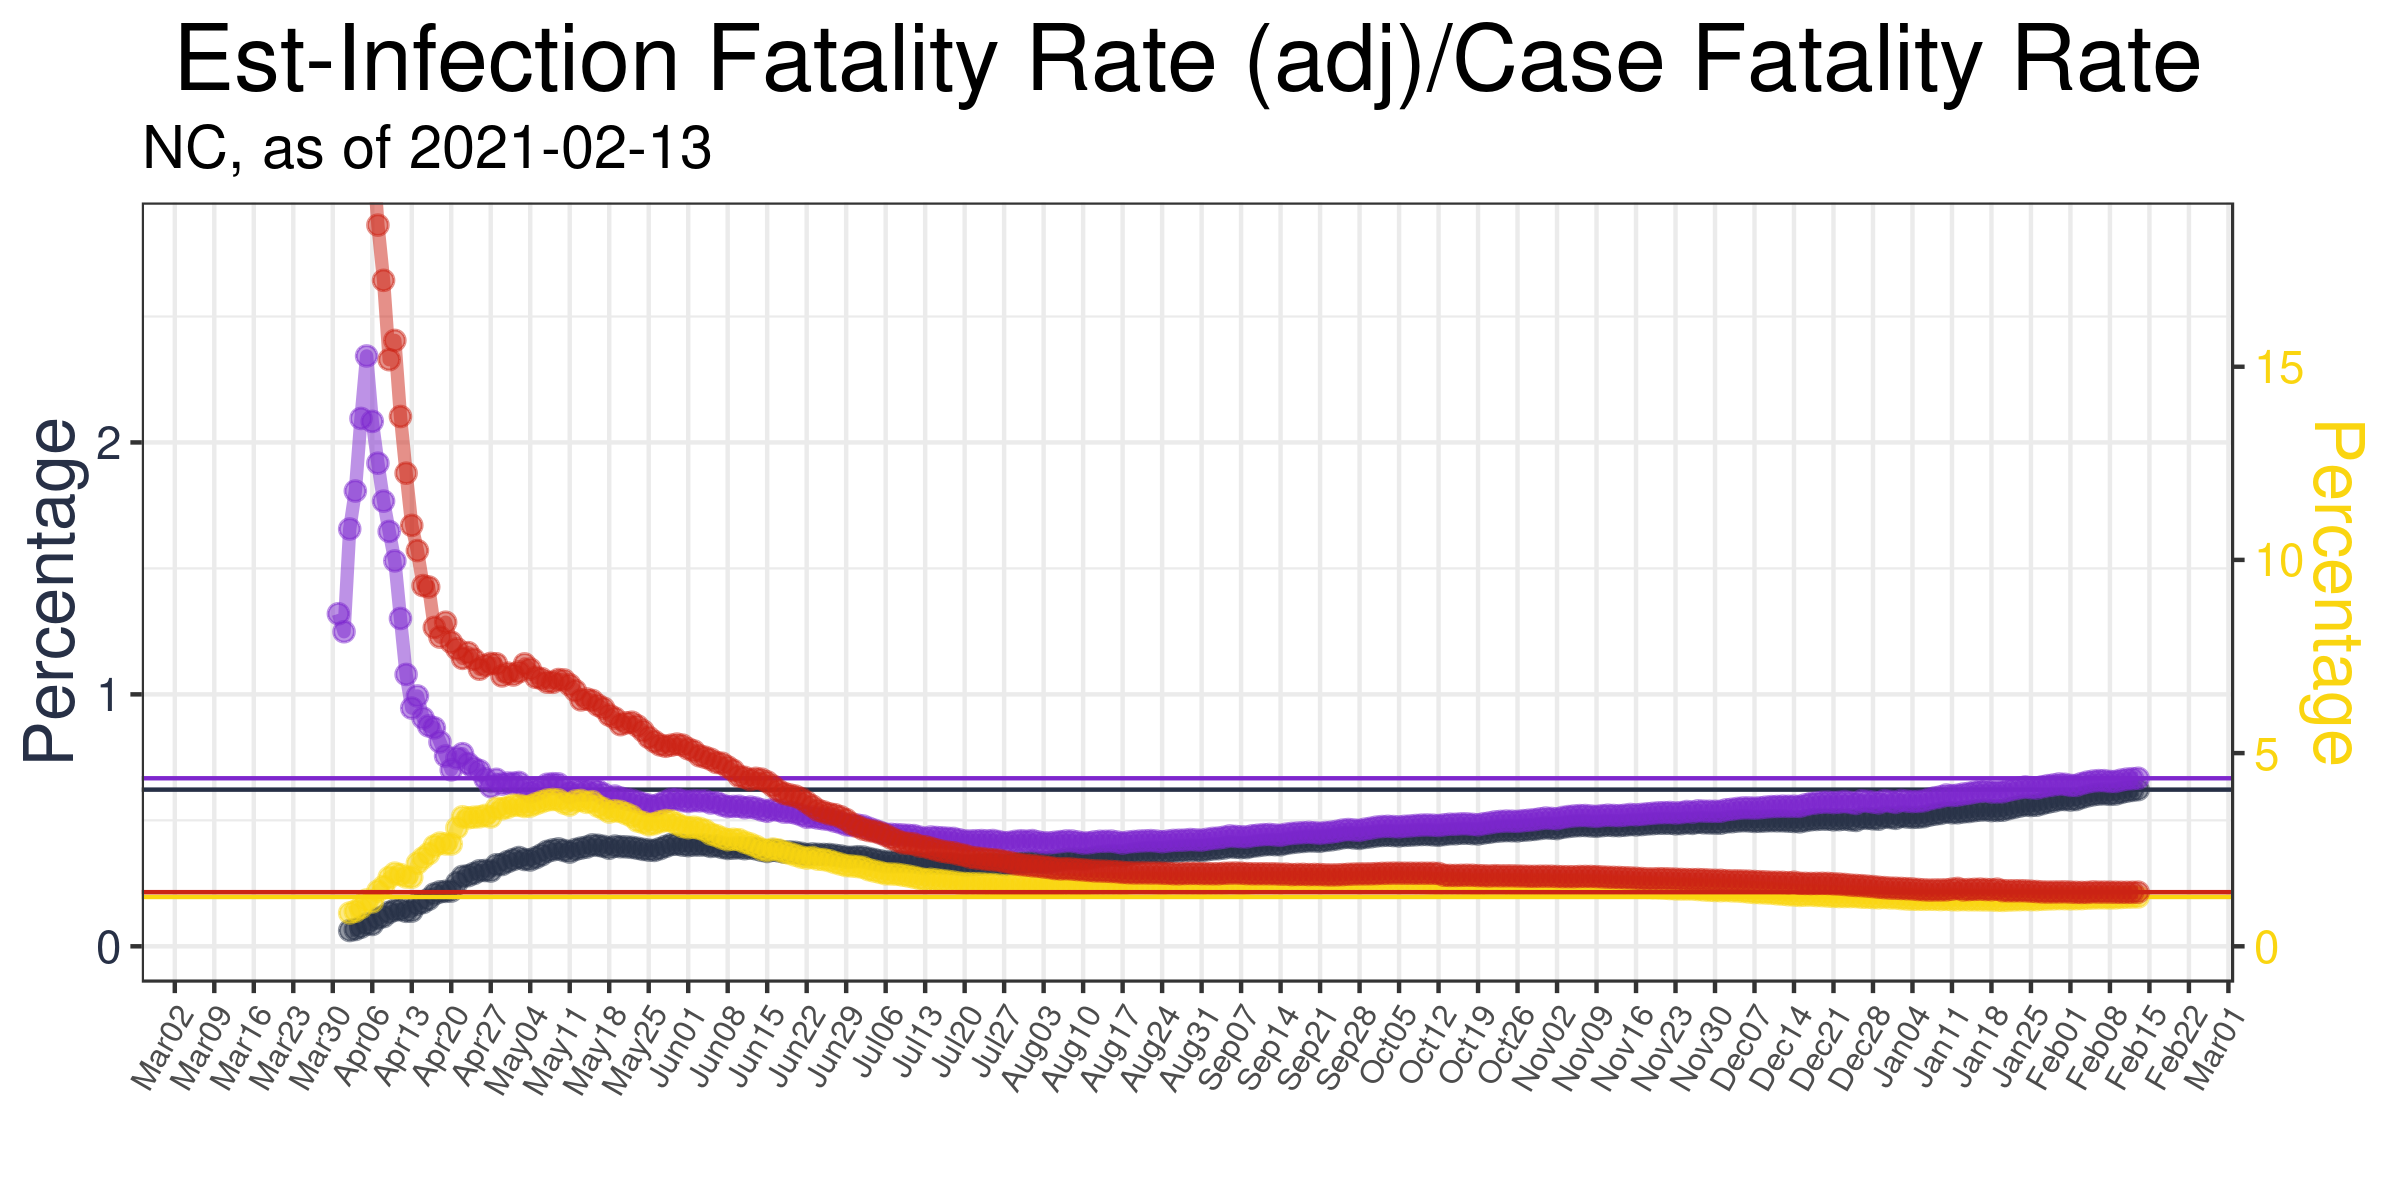 Est-Infection Fatality Rate (adj)/Case Fatality Rate
NC, as of 2021-02-13
Percentage
2
1
0
15
10
5
0
Percentage
Mar02
Mar09
Mar16
Mar23
Mar30
Apr06
Apr13
Apr20
Apr27
May04
May11
May18
May25
Jun01
Jun08
Jun15
Jun22
Jun29
Jul06
Jul13
Jul20
Jul27
Aug03
Aug10
Aug17
Aug24
Aug31
Sep07
Sep14
Sep21
Sep28
Oct05
Oct12
Oct19
Oct26
Nov02
Nov09
Nov16
Nov23
Nov30
Dec07
Dec14
Dec21
Dec28
Jan04
Jan11
Jan18
Jan25
Feb01
Feb08
Feb15
Feb22
Mar01